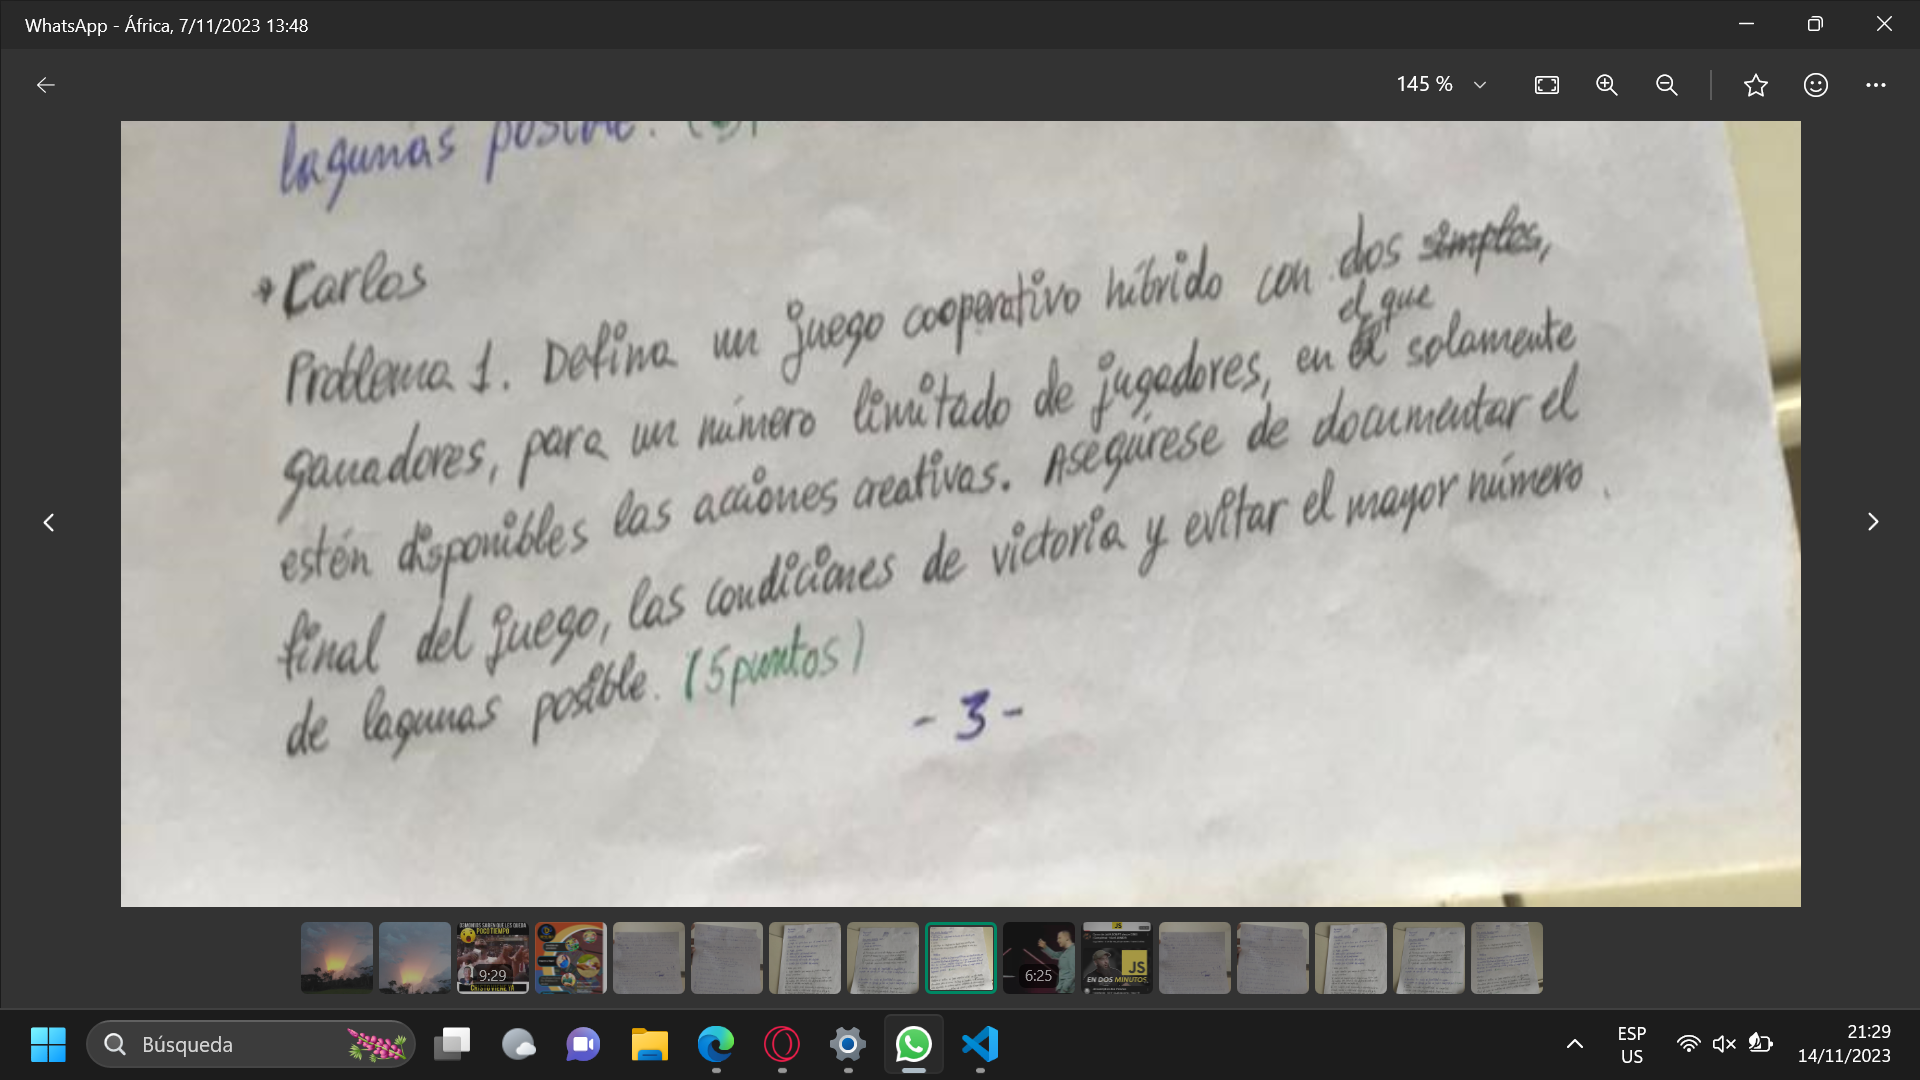 WhatsApp - África, 7/11/2023 13:48
145 %
lagunas posible.
* Carlos
Problema 1. Defina un juego cooperativo híbrido con dos simples,
el que
ganadores, para un número limitado de jugadores, en solamente
estén disponibles las acciones creativas. Asegúrese de documentar el
final del juego, las condiciones de victoria y evitar el mayor número
de lagunas posible. (5 puntos)
- 3 -
POCO TIEMPO
9:29
6:25
JS
JS
EN DOS MINUTOS
Búsqueda
ESP
US
21:29
14/11/2023